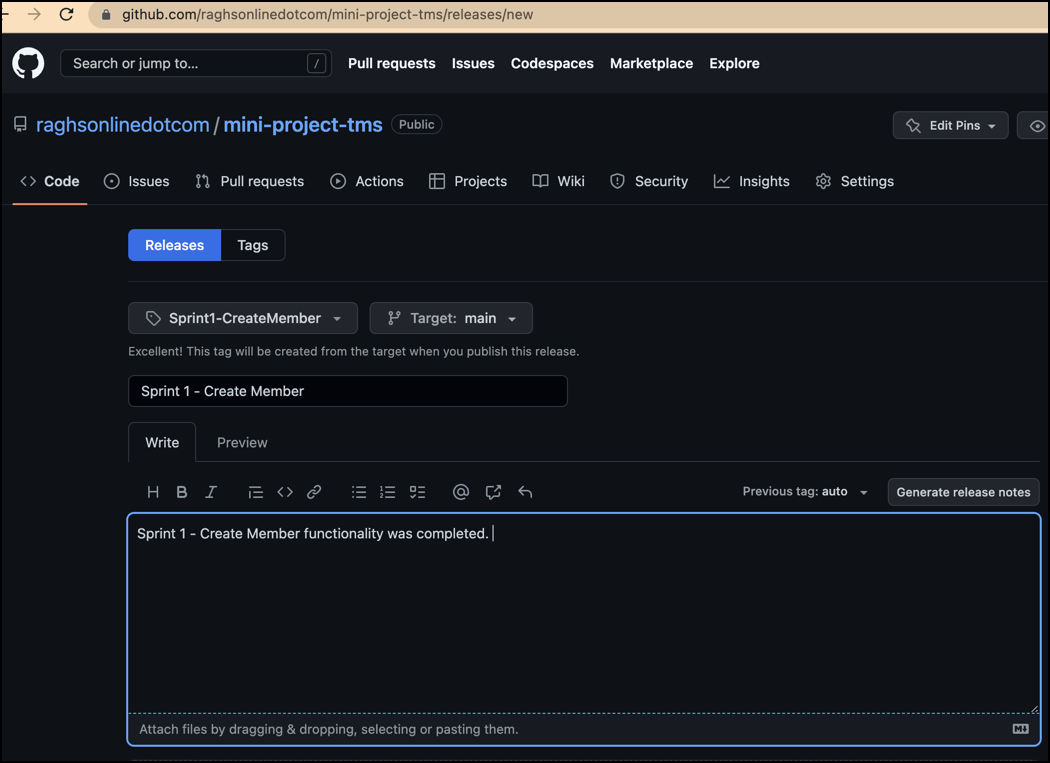 github.com/raghsonlinedotcom/mini-project-tms/releases/new
Search or jump to... / Pull requests Issues Codespaces Marketplace Explore
raghsonlinedotcom / mini-project-tms Public Edit Pins
Code Issues Pull requests Actions Projects Wiki Security Insights Settings
Releases Tags
Sprint1-CreateMember Target: main
Excellent! This tag will be created from the target when you publish this release.
Sprint 1 - Create Member
Write Preview
H B I Previous tag: auto Generate release notes
Sprint 1 - Create Member functionality was completed.
Attach files by dragging & dropping, selecting or pasting them.